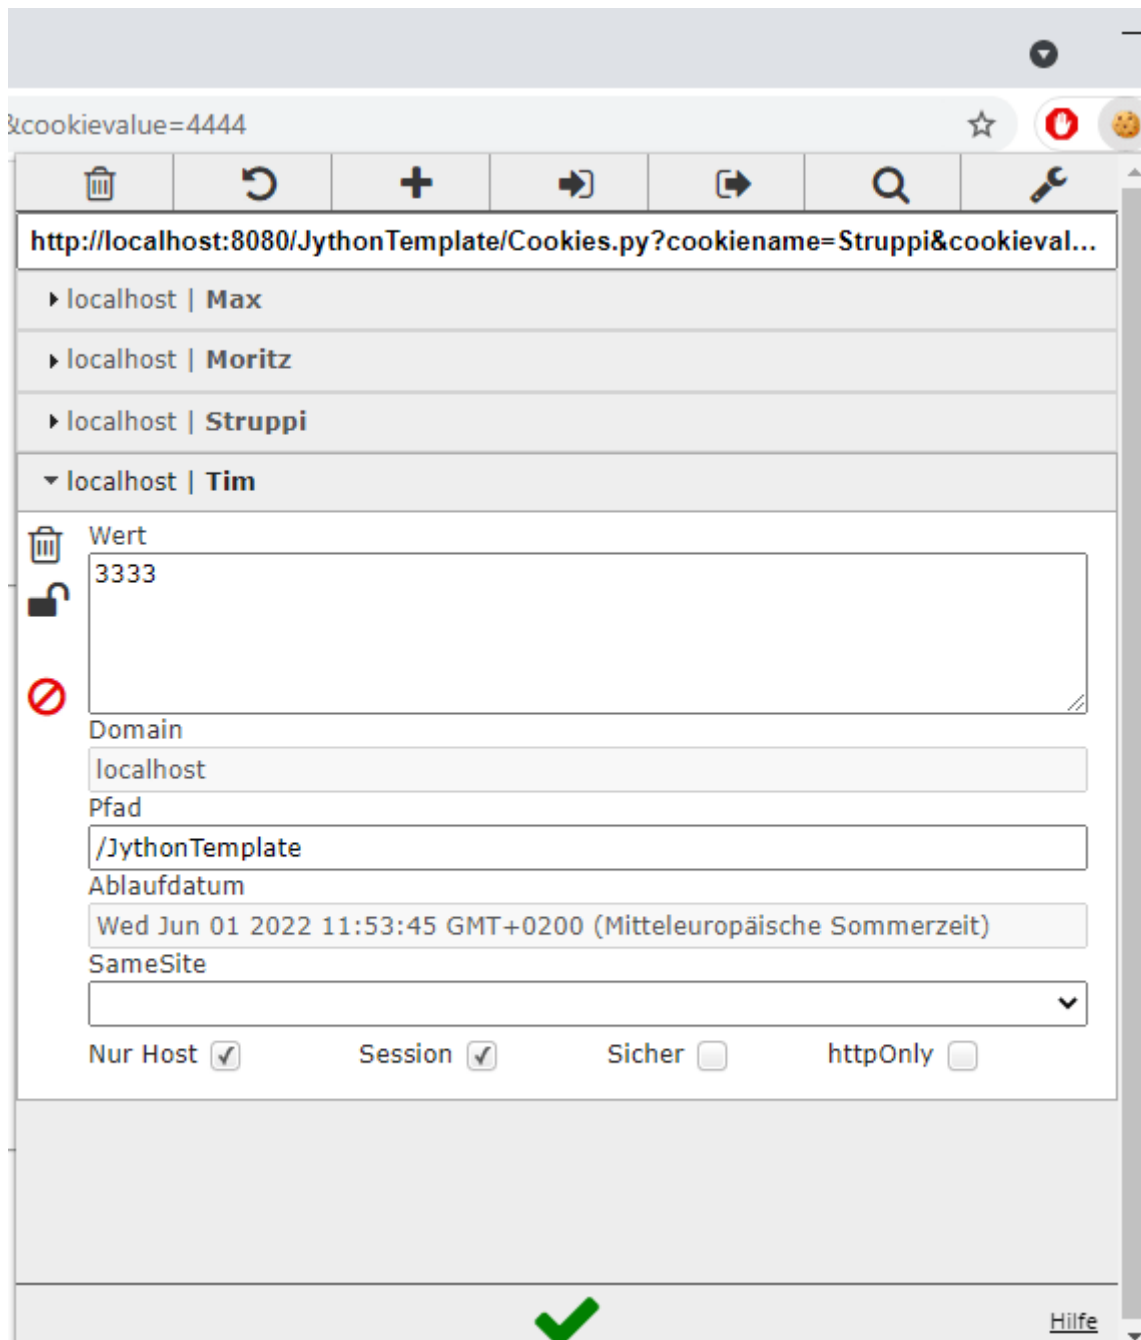 &cookievalue=4444
http://localhost:8080/JythonTemplate/Cookies.py?cookiename=Struppi&cookieval...
localhost | Max
localhost | Moritz
localhost | Struppi
localhost | Tim
Wert
3333
Domain
localhost
Pfad
/JythonTemplate
Ablaufdatum
Wed Jun 01 2022 11:53:45 GMT+0200 (Mitteleuropäische Sommerzeit)
SameSite
Nur Host Session Sicher httpOnly
Hilfe